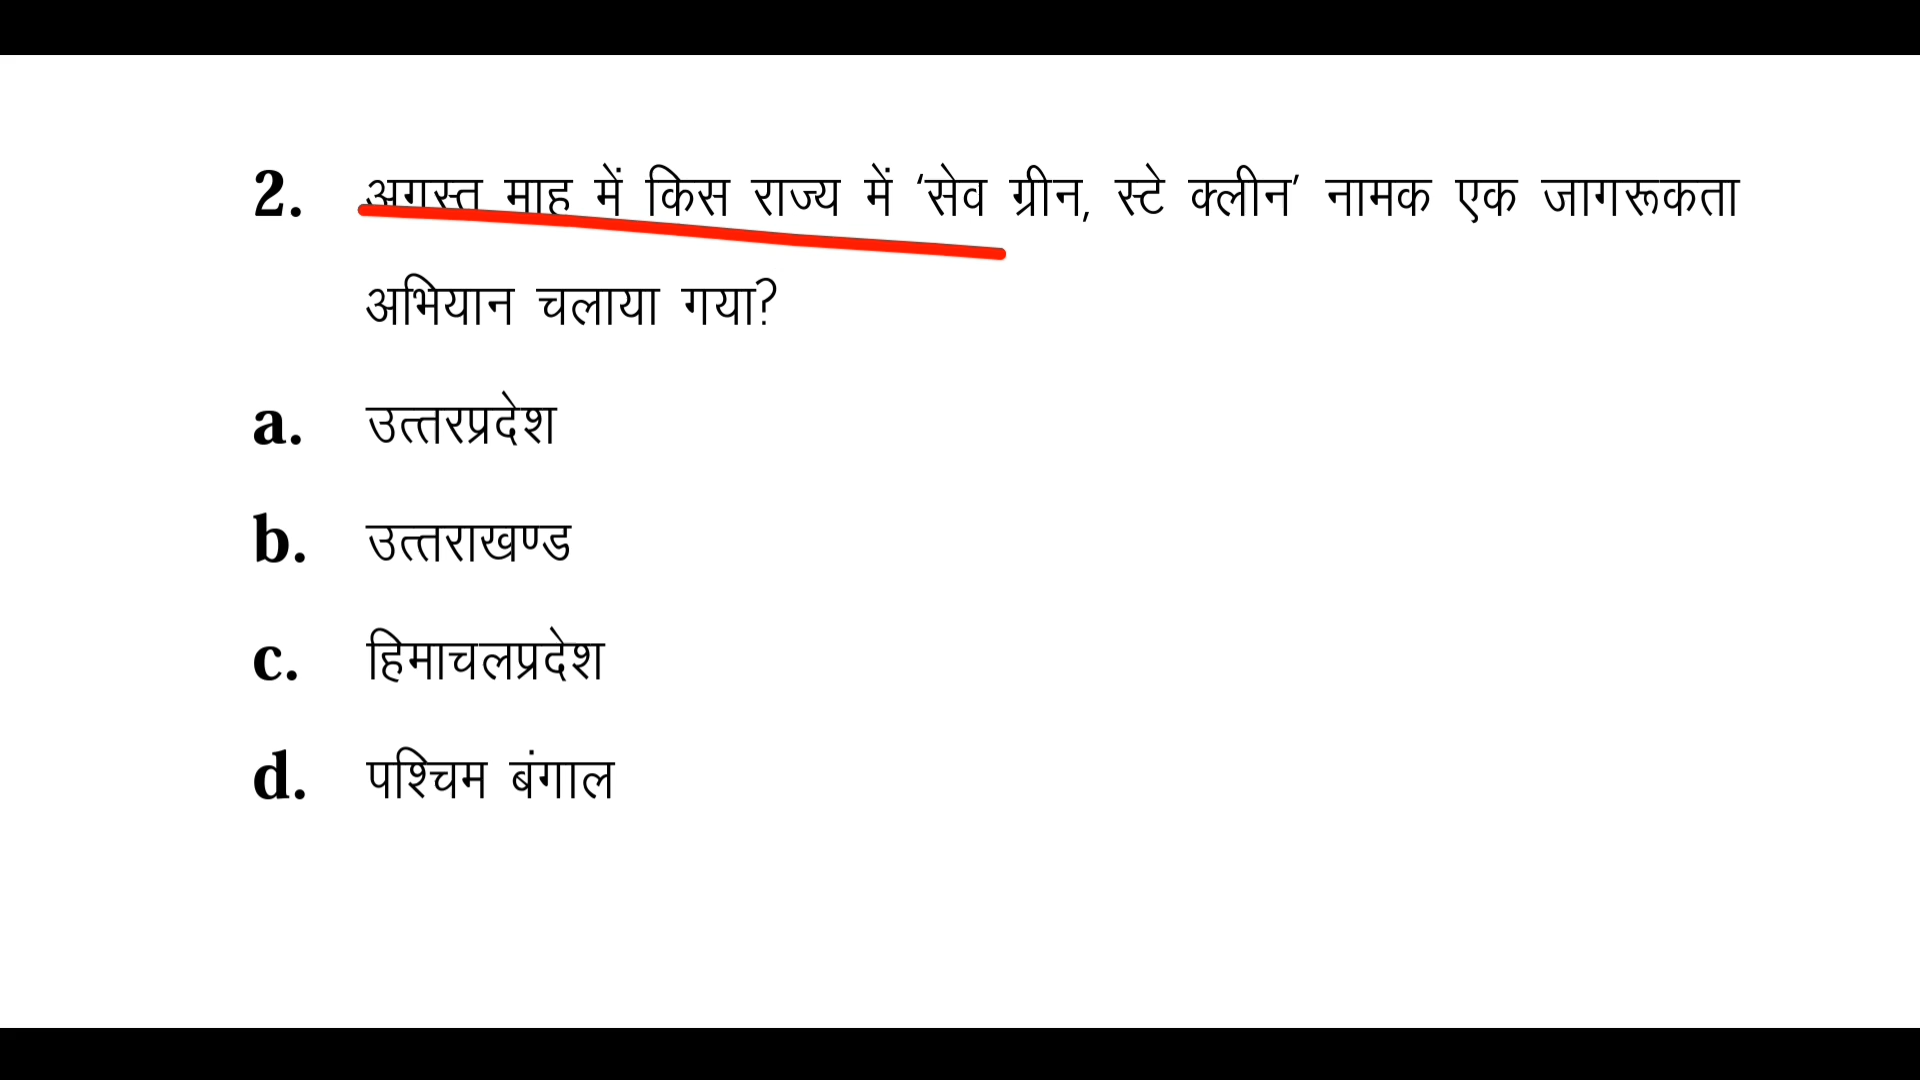 2. अगस्त माह में किस राज्य में ‘सेव ग्रीन, स्टे क्लीन’ नामक एक जागरूकता
अभियान चलाया गया?
a. उत्तरप्रदेश
b. उत्तराखण्ड
c. हिमाचलप्रदेश
d. पश्चिम बंगाल